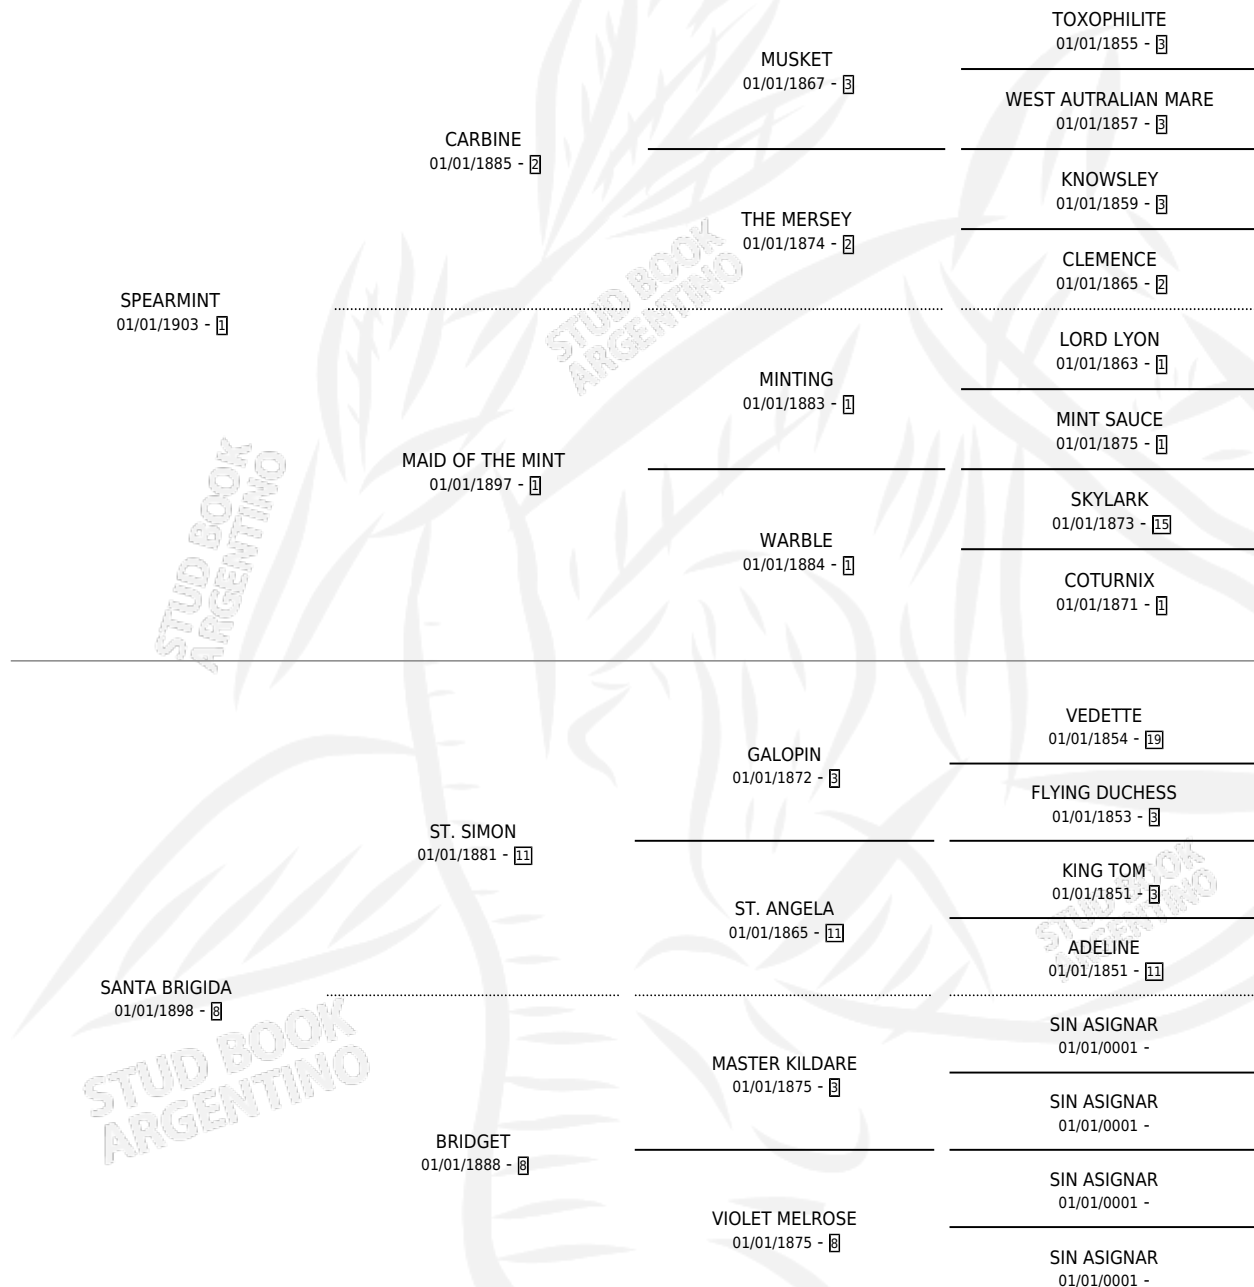 TOXOPHILITE
01/01/1855 - 3
MUSKET
01/01/1867 - 3
WEST AUTRALIAN MARE
01/01/1857 - 3
CARBINE
01/01/1885 - 2
KNOWSLEY
01/01/1859 - 3
THE MERSEY
01/01/1874 - 2
CLEMENCE
01/01/1865 - 2
SPEARMINT
01/01/1903 - 1
LORD LYON
01/01/1863 - 1
MINTING
01/01/1883 - 1
MINT SAUCE
01/01/1875 - 1
MAID OF THE MINT
01/01/1897 - 1
SKYLARK
01/01/1873 - 15
WARBLE
01/01/1884 - 1
COTURNIX
01/01/1871 - 1
VEDETTE
01/01/1854 - 19
GALOPIN
01/01/1872 - 3
FLYING DUCHESS
01/01/1853 - 3
ST. SIMON
01/01/1881 - 11
KING TOM
01/01/1851 - 3
ST. ANGELA
01/01/1865 - 11
ADELINE
01/01/1851 - 11
SANTA BRIGIDA
01/01/1898 - 8
SIN ASIGNAR
01/01/0001 -
MASTER KILDARE
01/01/1875 - 3
SIN ASIGNAR
01/01/0001 -
BRIDGET
01/01/1888 - 8
SIN ASIGNAR
01/01/0001 -
VIOLET MELROSE
01/01/1875 - 8
SIN ASIGNAR
01/01/0001 -
STUD BOOK
ARGENTINO
STUD BOOK
ARGENTINO
STUD BOOK
ARGENTINO
STUD BOOK
ARGENTINO